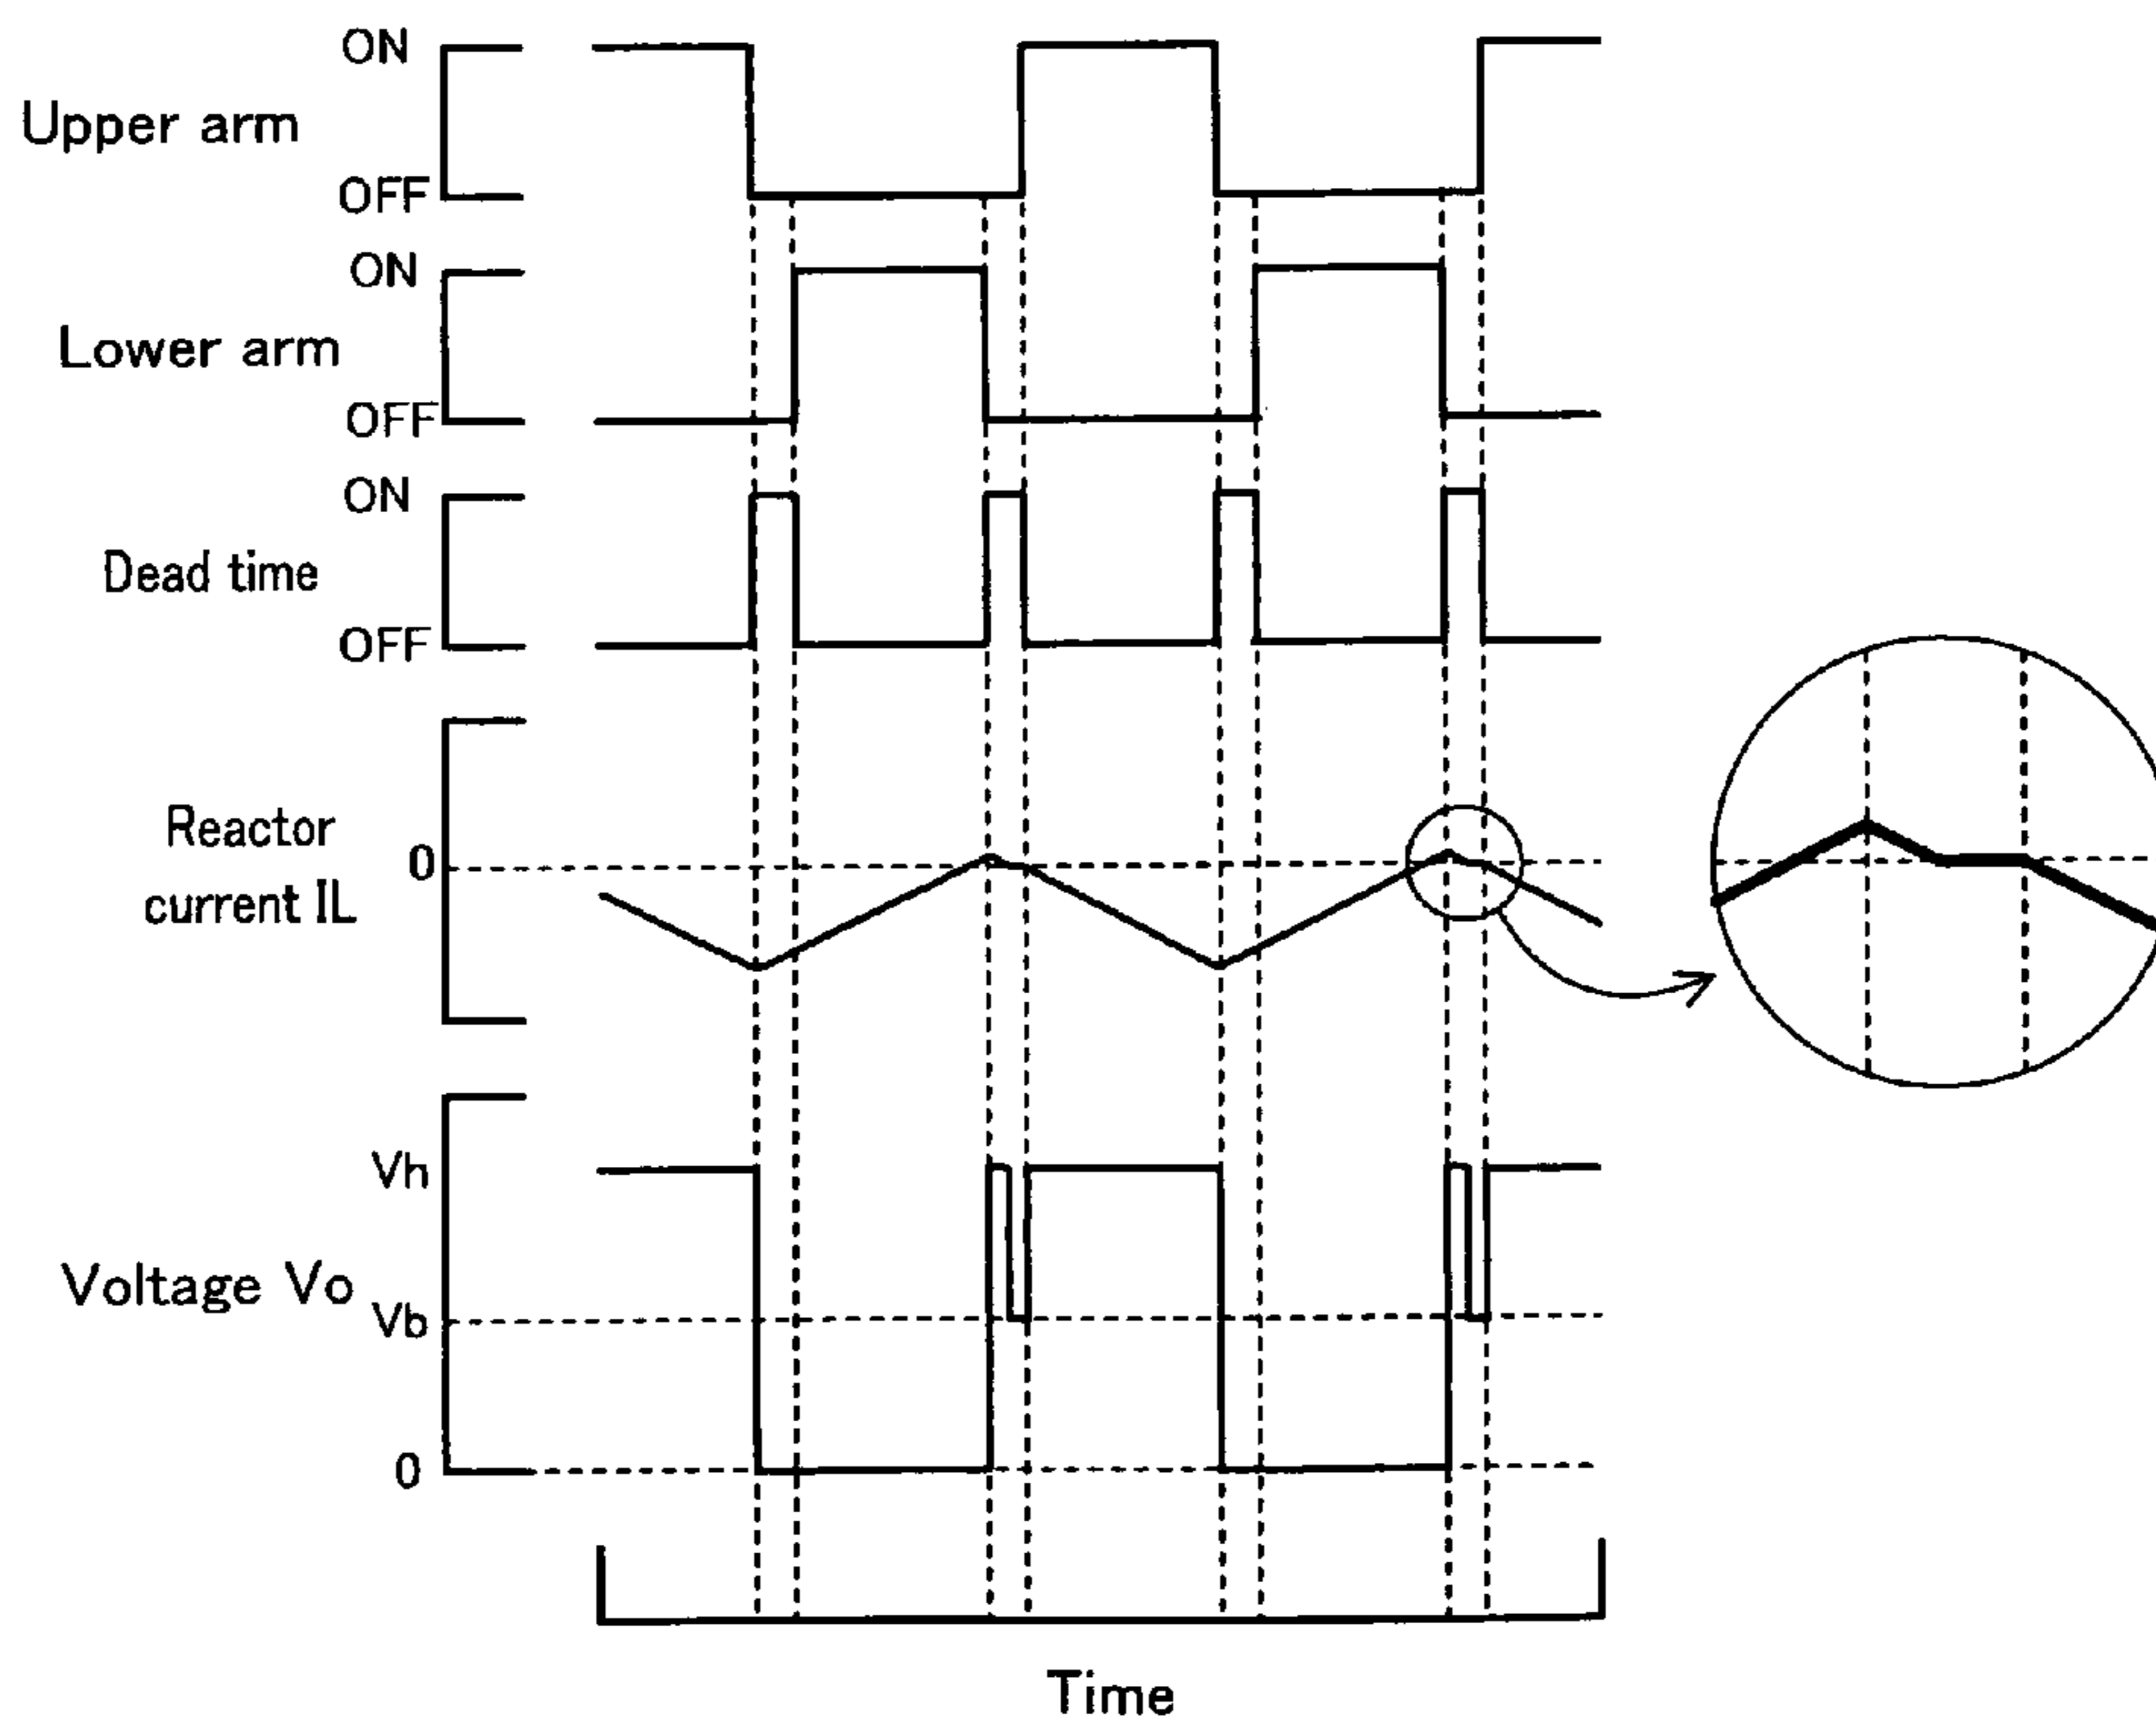 ON
Upper arm
OFF
ON
Lower arm
OFF
ON
Dead time
OFF
Reactor
current IL
0
Vh
Voltage Vo
Vb
0
Time